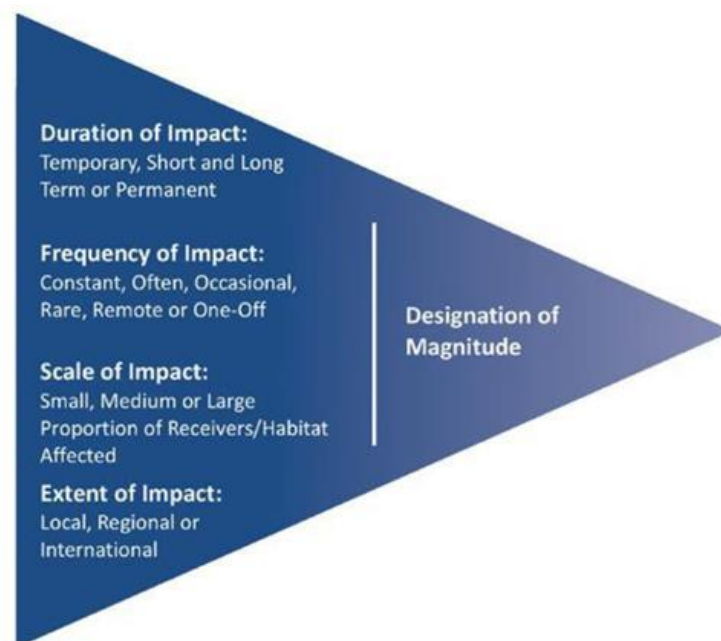 Duration of Impact:
Temporary, Short and Long
Term or Permanent
Frequency of Impact:
Constant, Often, Occasional,
Rare, Remote or One-Off
Scale of Impact:
Small, Medium or Large
Proportion of Receivers/Habitat
Affected
Extent of Impact:
Local, Regional or
International
Designation of
Magnitude